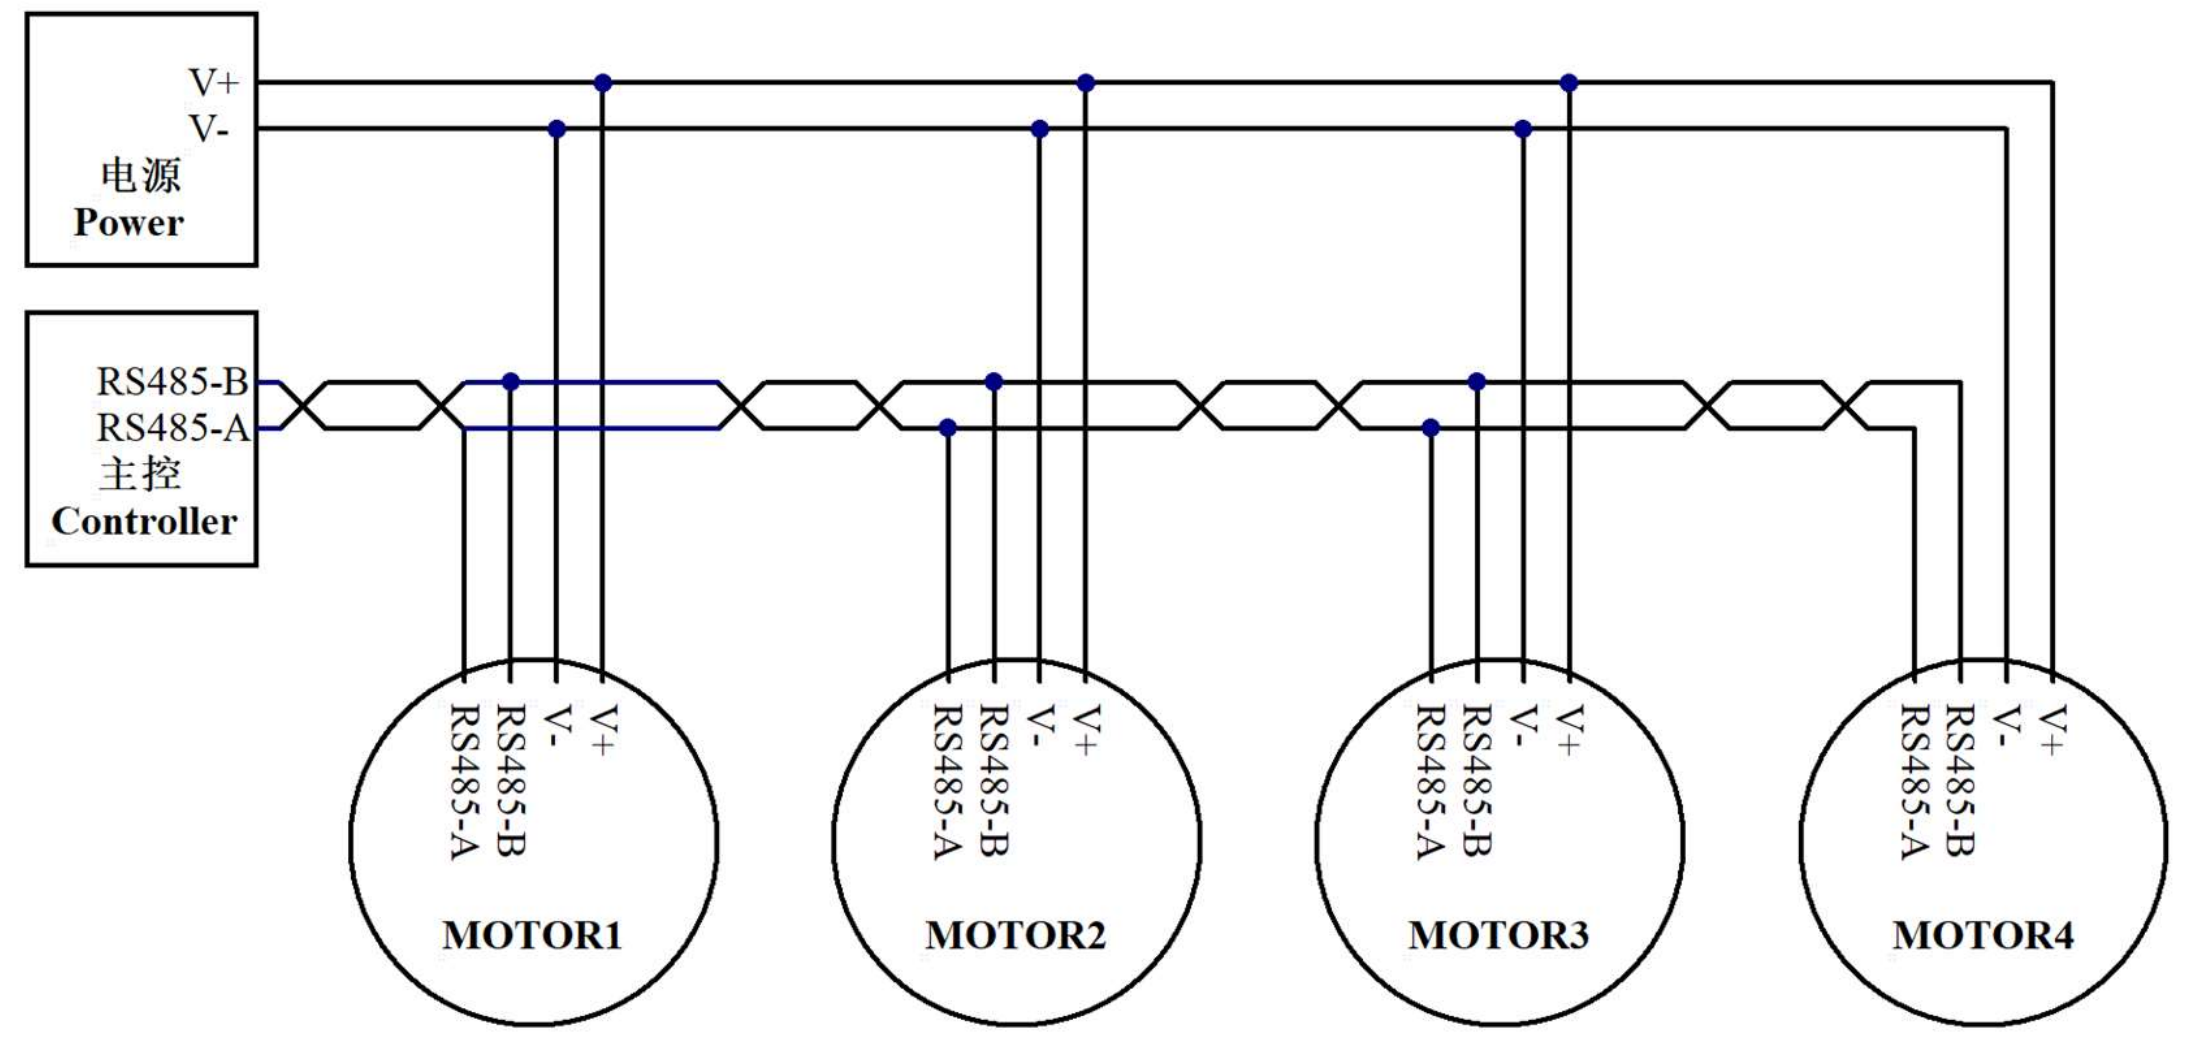 V+
V-
电源
Power
RS485-B
RS485-A
主控
Controller
RS485-A
RS485-B
V-
V+
MOTOR1
RS485-A
RS485-B
V-
V+
MOTOR2
RS485-A
RS485-B
V-
V+
MOTOR3
RS485-A
RS485-B
V-
V+
MOTOR4